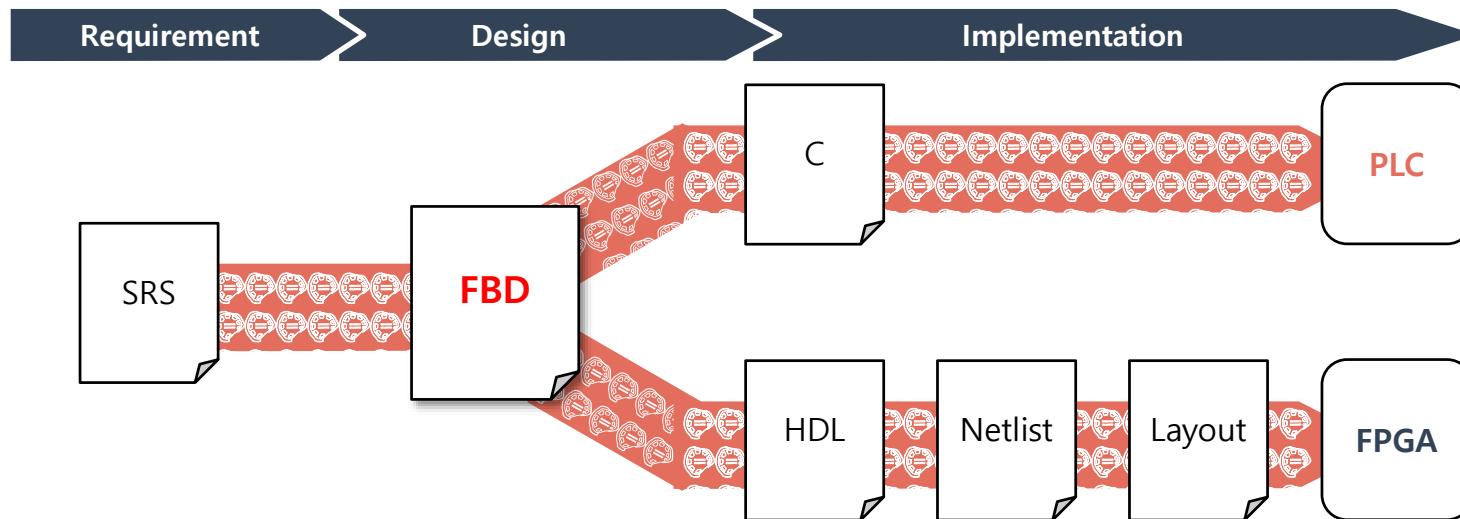 Requirement
Design
Implementation
SRS
FBD
C
PLC
HDL
Netlist
Layout
FPGA